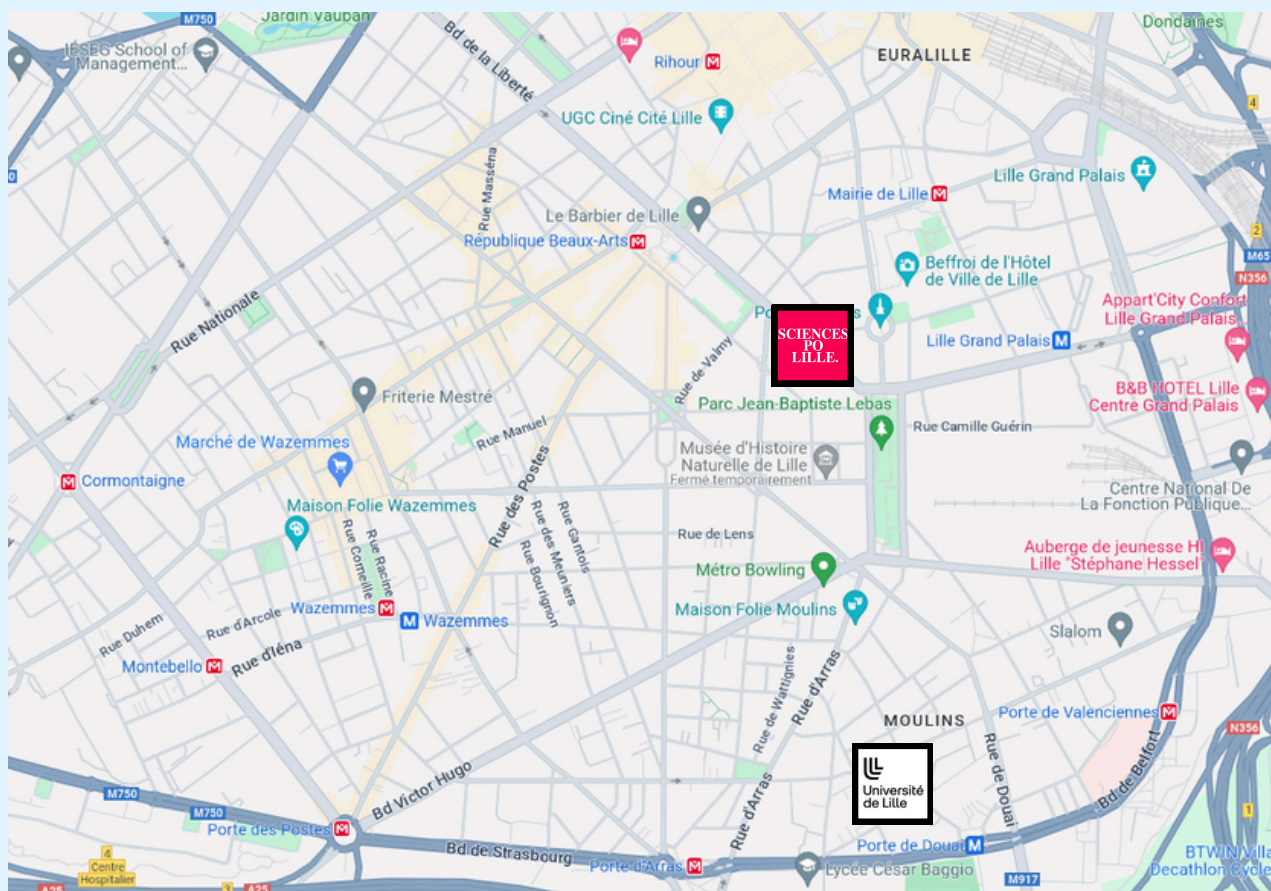 M750
Jardin Vauban
Dondaines
IÉSEG School of
Management...
Bd de la Liberté
Rihour
EURALILLE
4
UGC Ciné Cité Lille
Rue Masséna
Lille Grand Palais
Mairie de Lille
Le Barbier de Lille
République Beaux-Arts
2
M65
N356
Beffroi de l'Hôtel
de Ville de Lille
Rue Nationale
Appart'City Confort
Lille Grand Palais...
SCIENCES
PO
LILLE.
Lille Grand Palais
Rue de Valmy
Friterie Mestré
B&B HOTEL Lille
Centre Grand Palais
Parc Jean-Baptiste Lebas
Rue Camille Guérin
Rue Manuel
Marché de Wazemmes
Musée d'Histoire
Naturelle de Lille
Fermé temporairement
Cormontaigne
Centre National De
La Fonction Publique...
Maison Folie Wazemmes
Rue des Postes
Rue Gantois
Rue des Meuniers
Rue Bourignon
Rue Racine
Rue Corneille
Rue de Lens
Auberge de jeunesse HI
Lille "Stéphane Hessel"
Métro Bowling
Maison Folie Moulins
Wazemmes
Wazemmes
Rue d'Arcole
Rue Duhem
Slalom
Montebello
Rue d'Iéna
Rue de Wattignies
Rue d'Arras
MOULINS
Porte de Valenciennes
N356
Rue de Douai
Bd de Belfort
Université
de Lille
Bd Victor Hugo
M750
M750
Rue d'Arras
1
Porte des Postes
Bd de Strasbourg
Porte de Douai
4
Centre
Hospitalier
Porte d'Arras
Lycée César Baggio
BTWIN Villa
Decathlon Cycle
M917
A25
3
A25